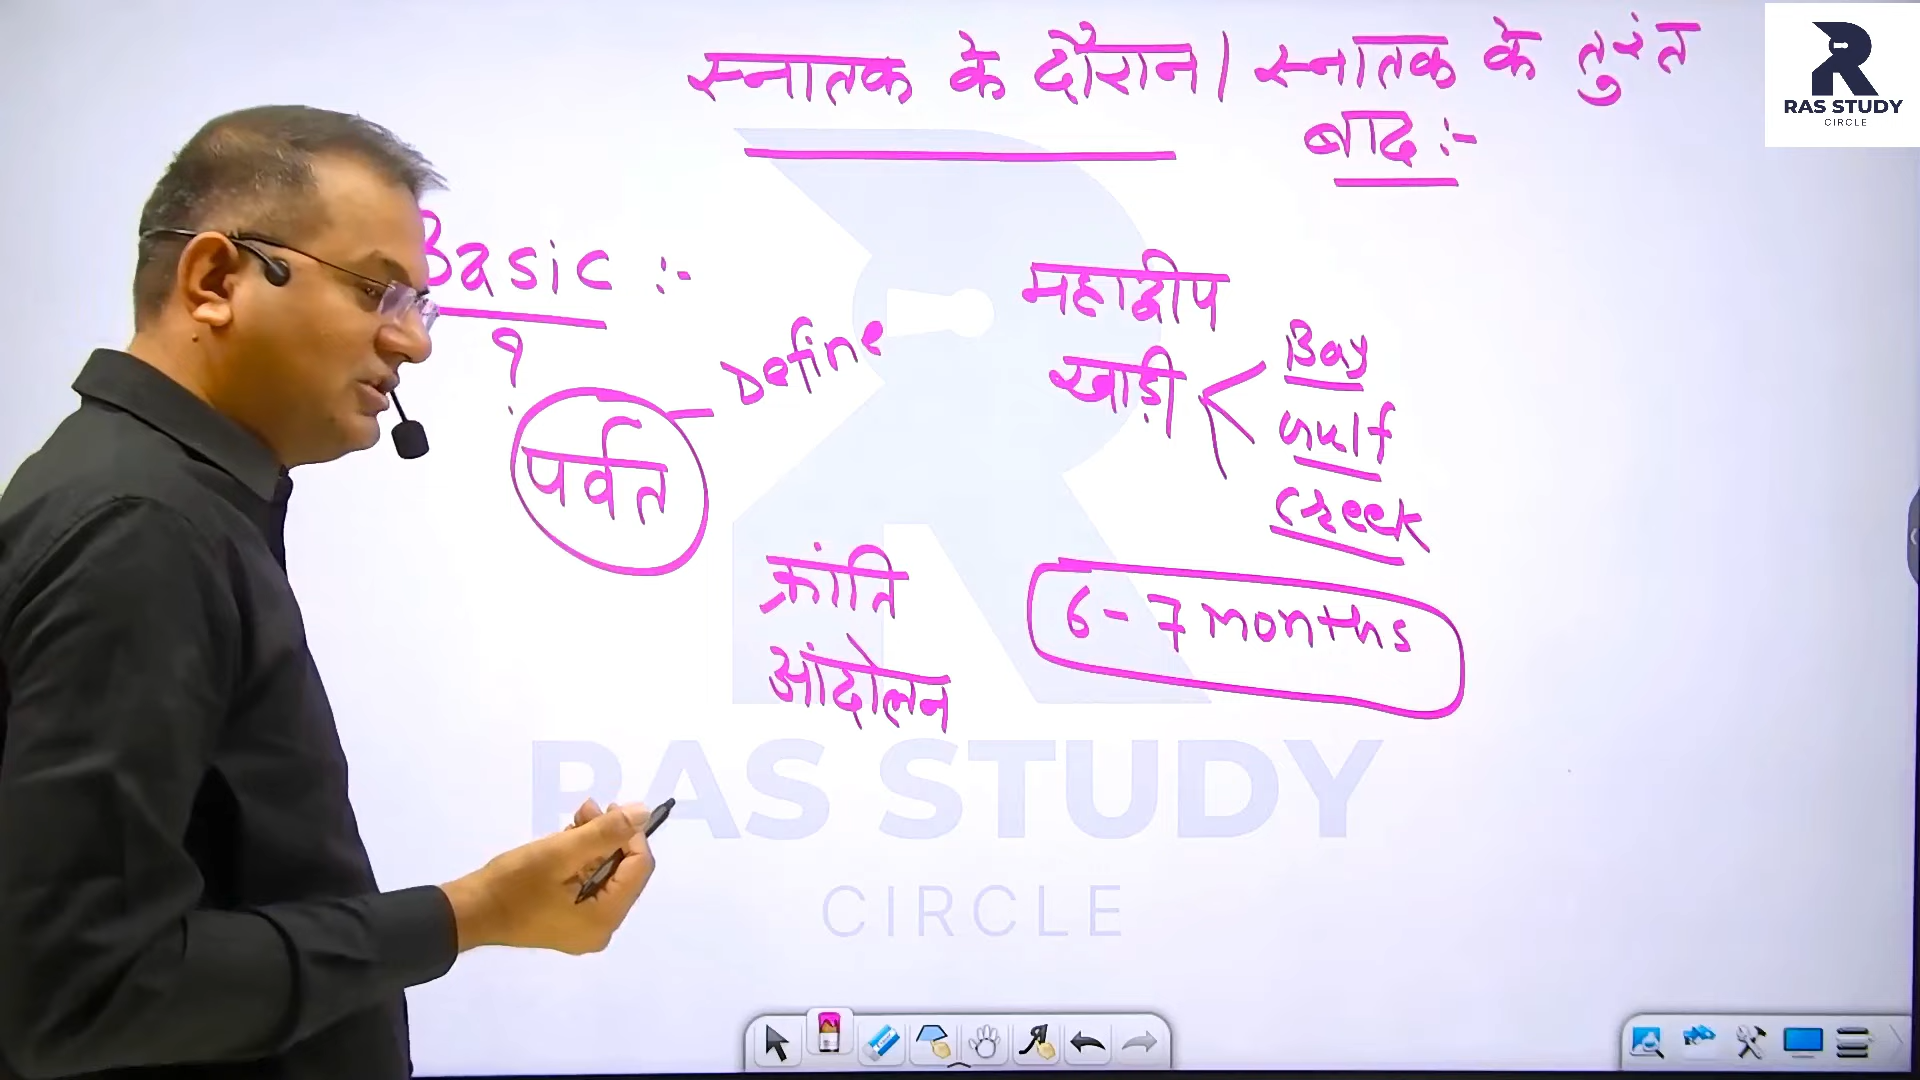 स्नातक के दौरान। स्नातक के तुरंत
बाद :-
RAS STUDY
CIRCLE
Basic :-
Define
पर्वत
महाद्वीप
खाड़ी
Bay
Gulf
Creek
क्रांति
आंदोलन
6-7 months
RAS STUDY
CIRCLE